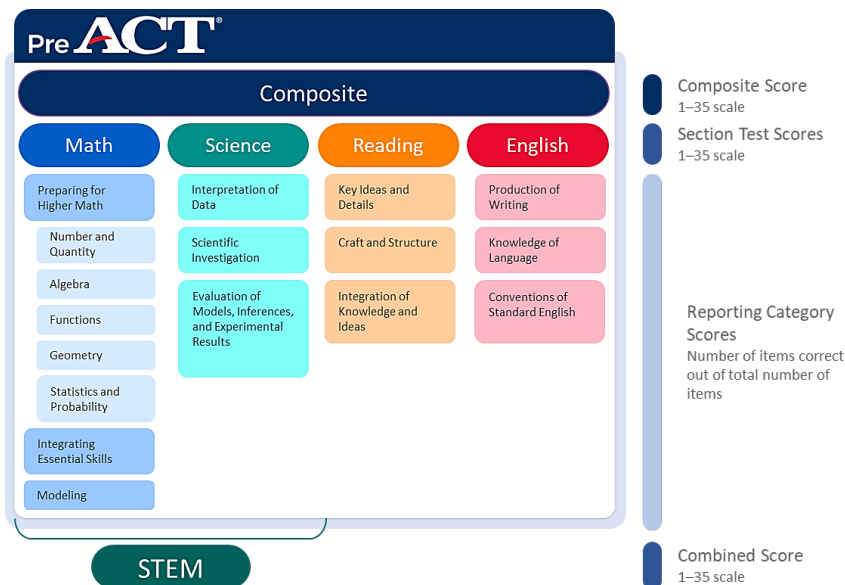 Pre ACT®
Composite
Math
Science
Reading
English
Preparing for
Higher Math
Number and
Quantity
Algebra
Functions
Geometry
Statistics and
Probability
Integrating
Essential Skills
Modeling
Interpretation of
Data
Scientific
Investigation
Evaluation of
Models, Inferences,
and Experimental
Results
Key Ideas and
Details
Craft and Structure
Integration of
Knowledge and
Ideas
Production of
Writing
Knowledge of
Language
Conventions of
Standard English
STEM
Composite Score
1–35 scale
Section Test Scores
1–35 scale
Reporting Category
Scores
Number of items correct
out of total number of
items
Combined Score
1–35 scale